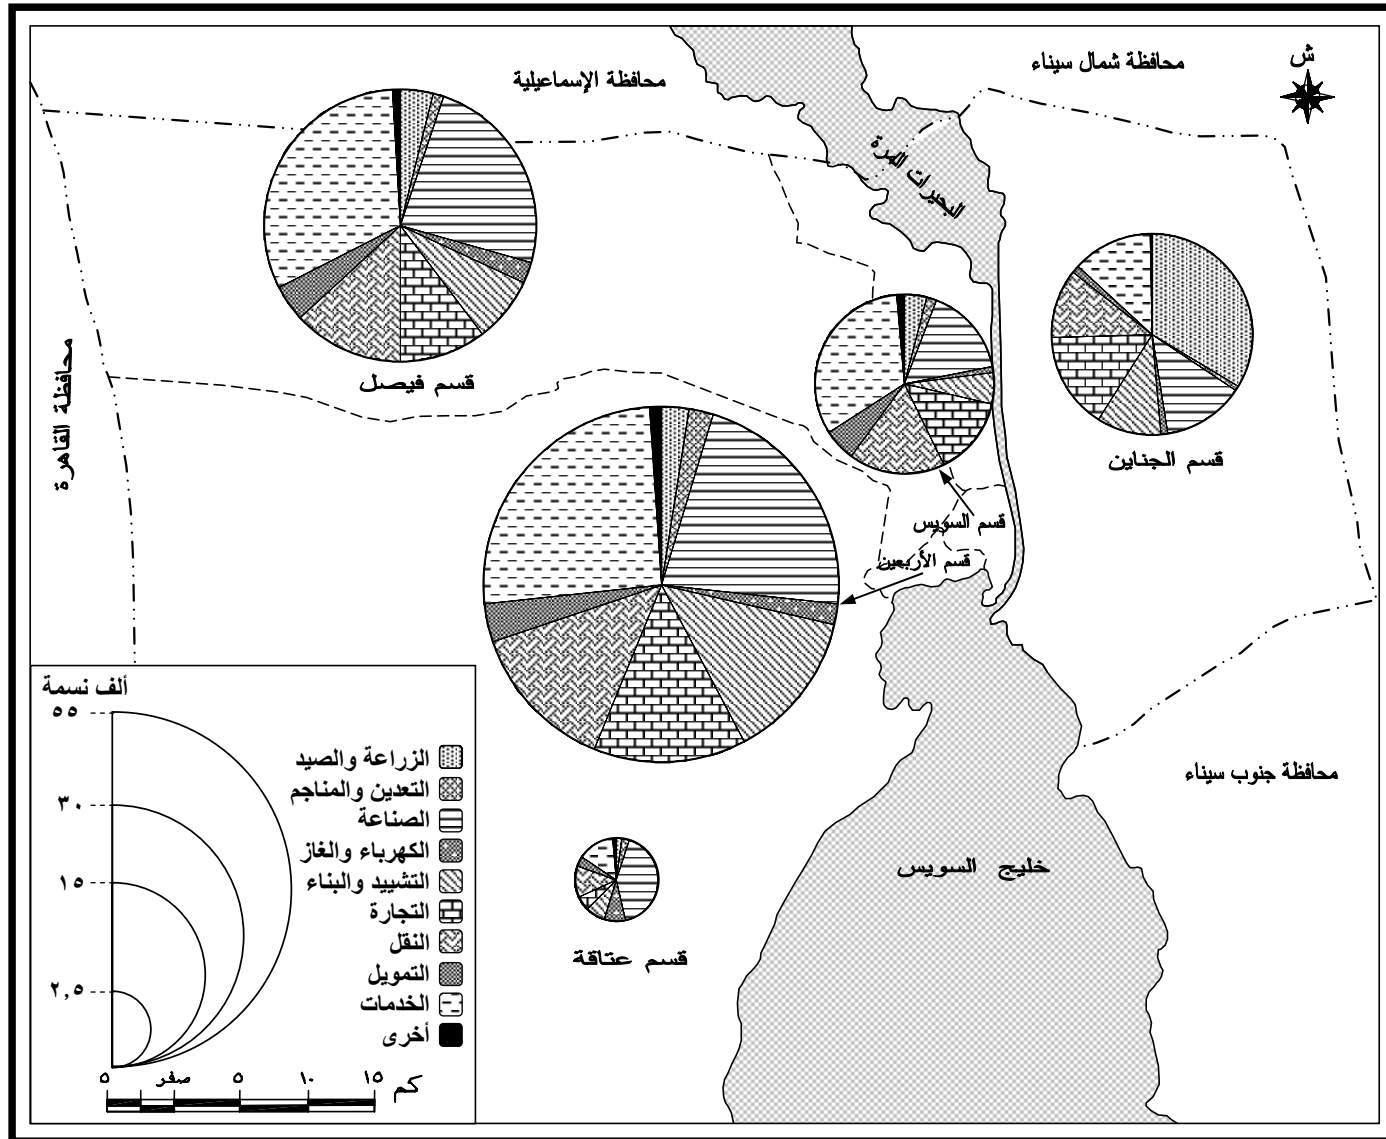 ش
محافظة شمال سيناء
محافظة الإسماعيلية
البحيرات المرة
محافظة القاهرة
قسم فيصل
قسم الجناين
قسم السويس
قسم الأربعين
محافظة جنوب سيناء
خليج السويس
قسم عتاقة
ألف نسمة
٥٥
٣٠
١٥
٢,٥
الزراعة والصيد
التعدين والمناجم
الصناعة
الكهرباء والغاز
التشييد والبناء
التجارة
النقل
التمويل
الخدمات
أخرى
٥ صفر ٥ ١٠ ١٥ كم